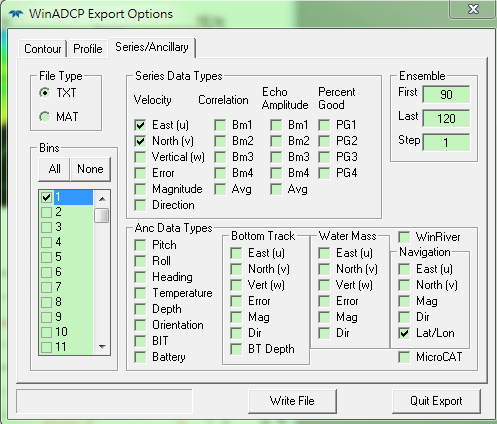 WinADCP Export Options
Contour Profile Series/Ancillary
File Type
TXT
MAT
Bins
All None
1
2
3
4
5
6
7
8
9
10
11
Series Data Types
Velocity
East (u)
North (v)
Vertical (w)
Error
Magnitude
Direction
Correlation
Bm1
Bm2
Bm3
Bm4
Avg
Echo
Amplitude
Bm1
Bm2
Bm3
Bm4
Avg
Percent
Good
PG1
PG2
PG3
PG4
Ensemble
First 90
Last 120
Step 1
Anc Data Types
Pitch
Roll
Heading
Temperature
Depth
Orientation
BIT
Battery
Bottom Track
East (u)
North (v)
Vert (w)
Error
Mag
Dir
BT Depth
Water Mass
East (u)
North (v)
Vert (w)
Error
Mag
Dir
WinRiver
Navigation
East (u)
North (v)
Mag
Dir
Lat/Lon
MicroCAT
Write File Quit Export